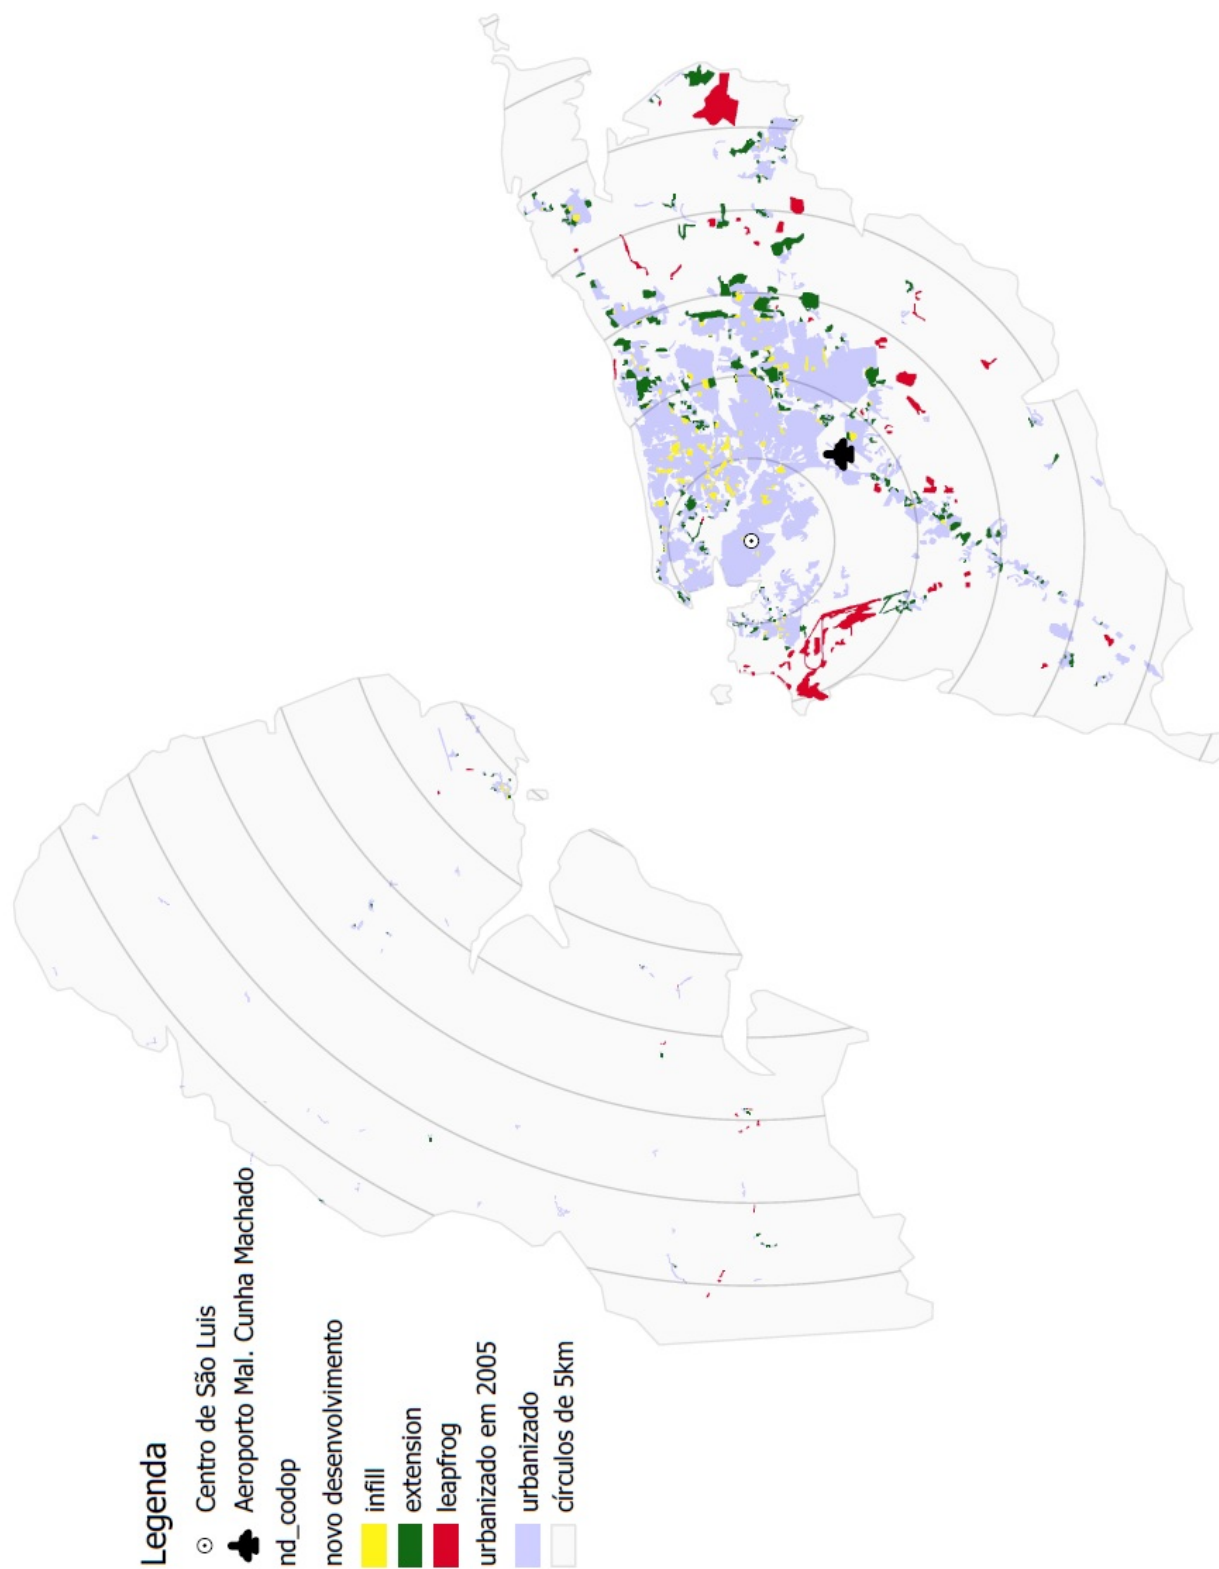 Legenda
Centro de São Luis
Aeroporto Mal. Cunha Machado
nd_codop
novo desenvolvimento
infill
extension
leapfrog
urbanizado em 2005
urbanizado
círculos de 5km